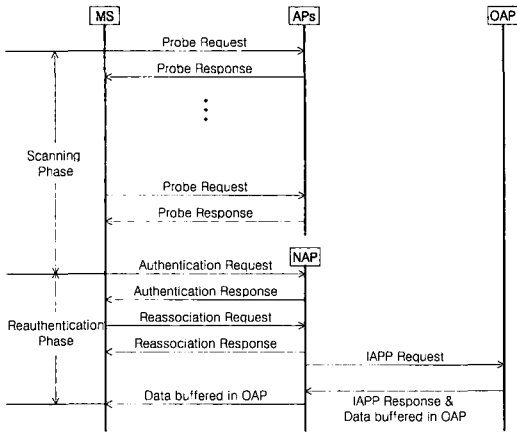 MS
APs
OAP
Probe Request
Probe Response
Scanning
Phase
Probe Request
Probe Response
NAP
Authentication Request
Authentication Response
Reauthentication
Phase
Reassociation Request
Reassociation Response
IAPP Request
Data buffered in OAP
IAPP Response &
Data buffered in OAP